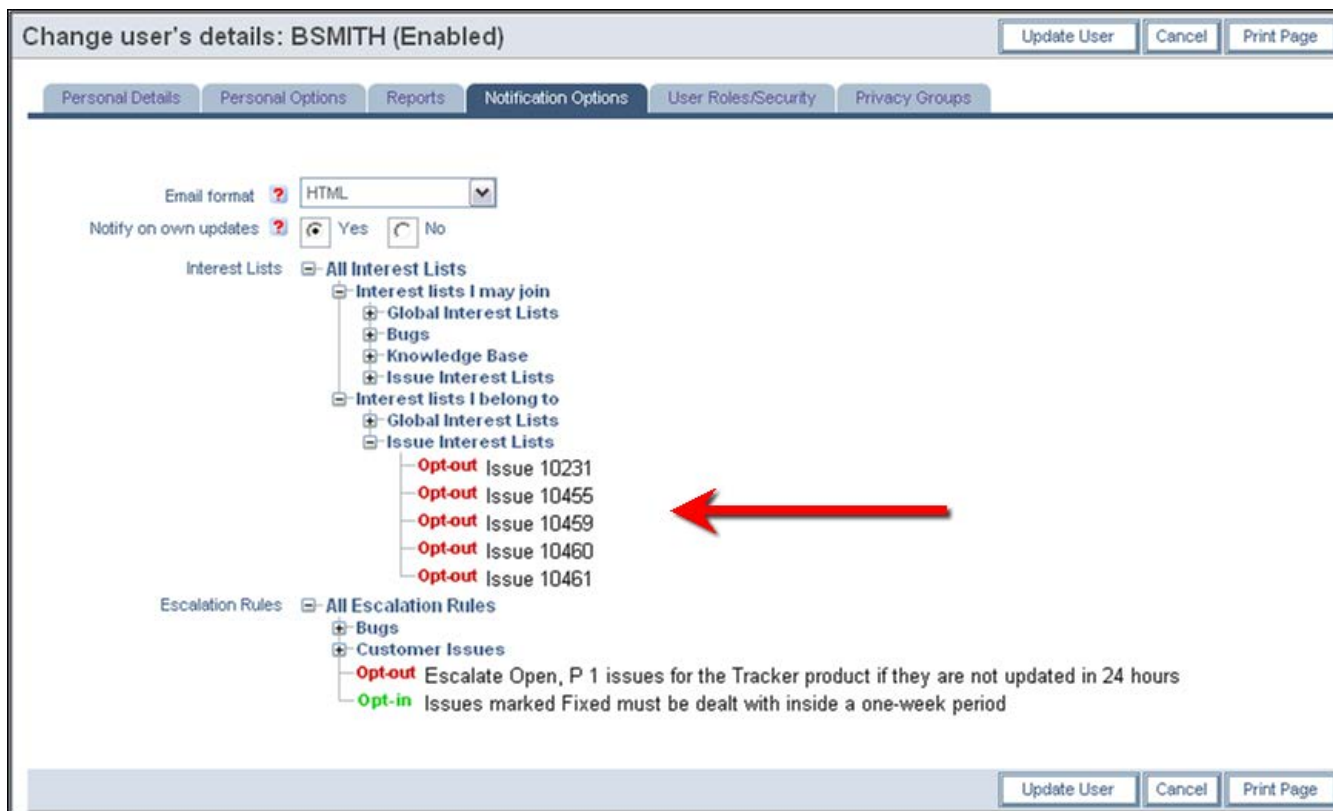 Change user's details: BSMITH (Enabled) Update User Cancel Print Page
Personal Details Personal Options Reports Notification Options User Roles/Security Privacy Groups
Email format ? HTML
Notify on own updates ? Yes No
Interest Lists All Interest Lists
Interest lists I may join
Global Interest Lists
Bugs
Knowledge Base
Issue Interest Lists
Interest lists I belong to
Global Interest Lists
Issue Interest Lists
Opt-out Issue 10231
Opt-out Issue 10455
Opt-out Issue 10459
Opt-out Issue 10460
Opt-out Issue 10461
Escalation Rules All Escalation Rules
Bugs
Customer Issues
Opt-out Escalate Open, P 1 issues for the Tracker product if they are not updated in 24 hours
Opt-in Issues marked Fixed must be dealt with inside a one-week period
Update User Cancel Print Page